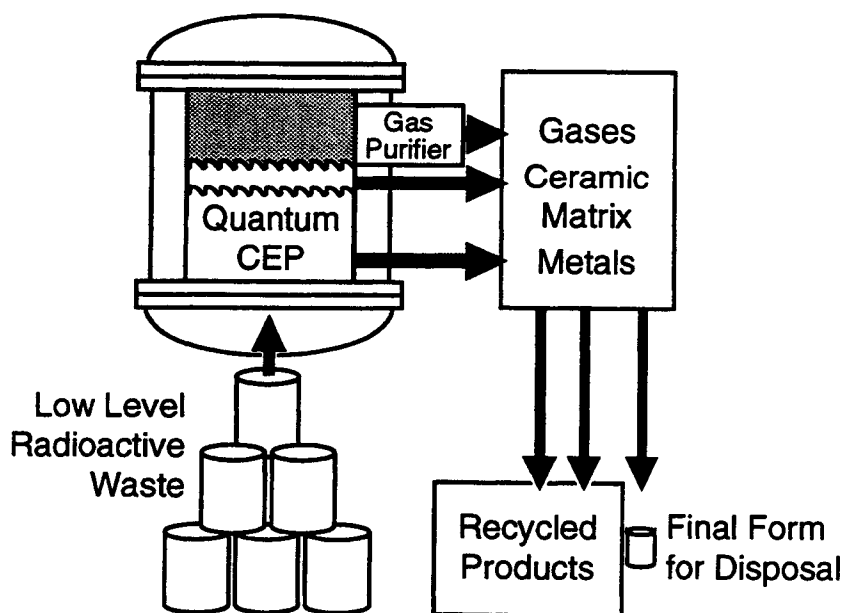 Gas
Purifier
Gases
Ceramic
Matrix
Metals
Quantum
CEP
Low Level
Radioactive
Waste
Recycled
Products
Final Form
for Disposal